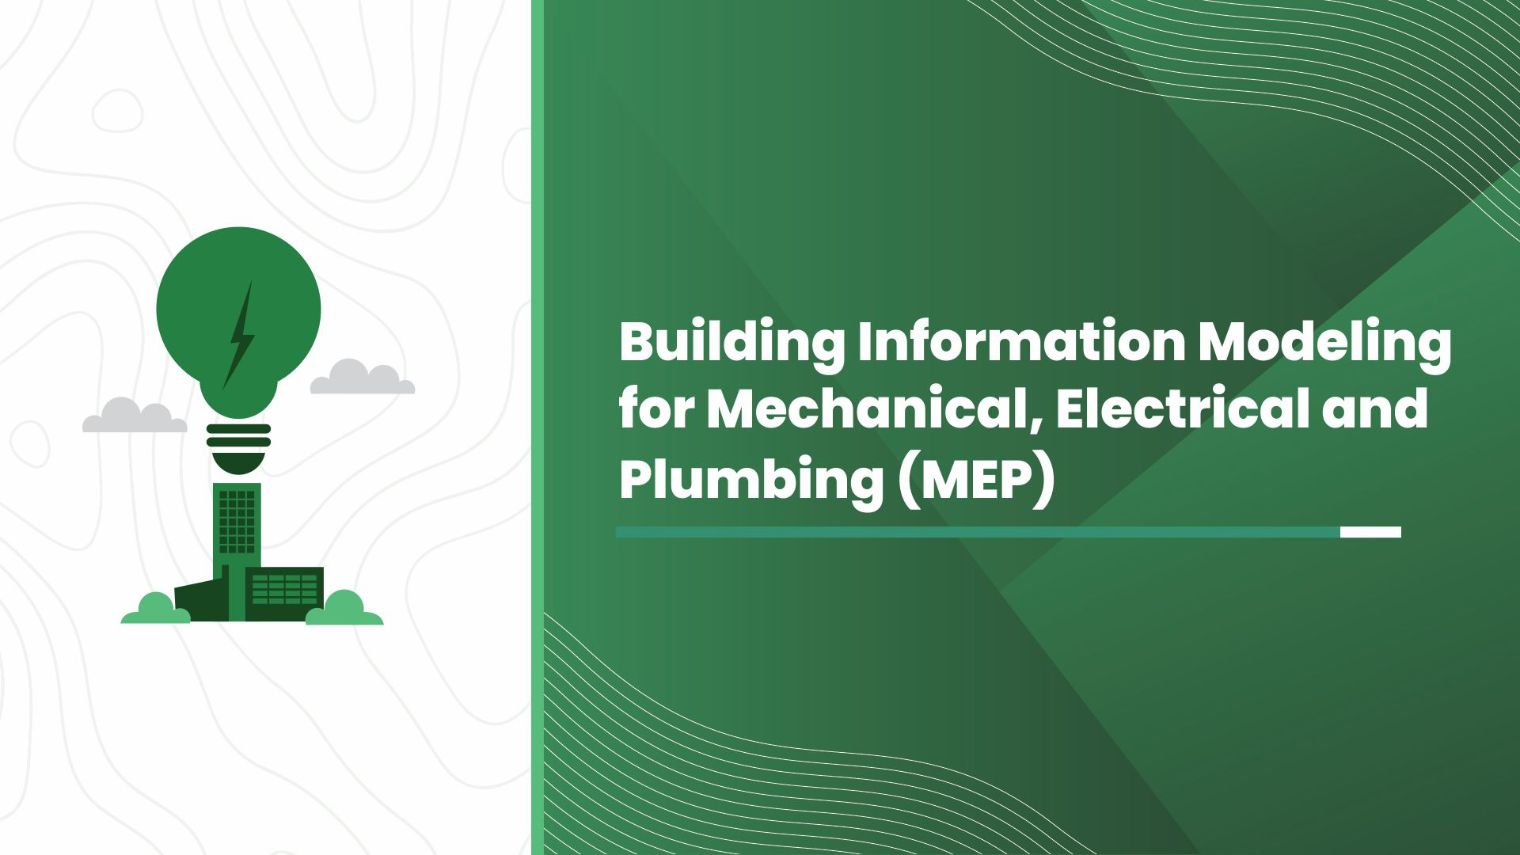 Building Information Modeling
for Mechanical, Electrical and
Plumbing (MEP)